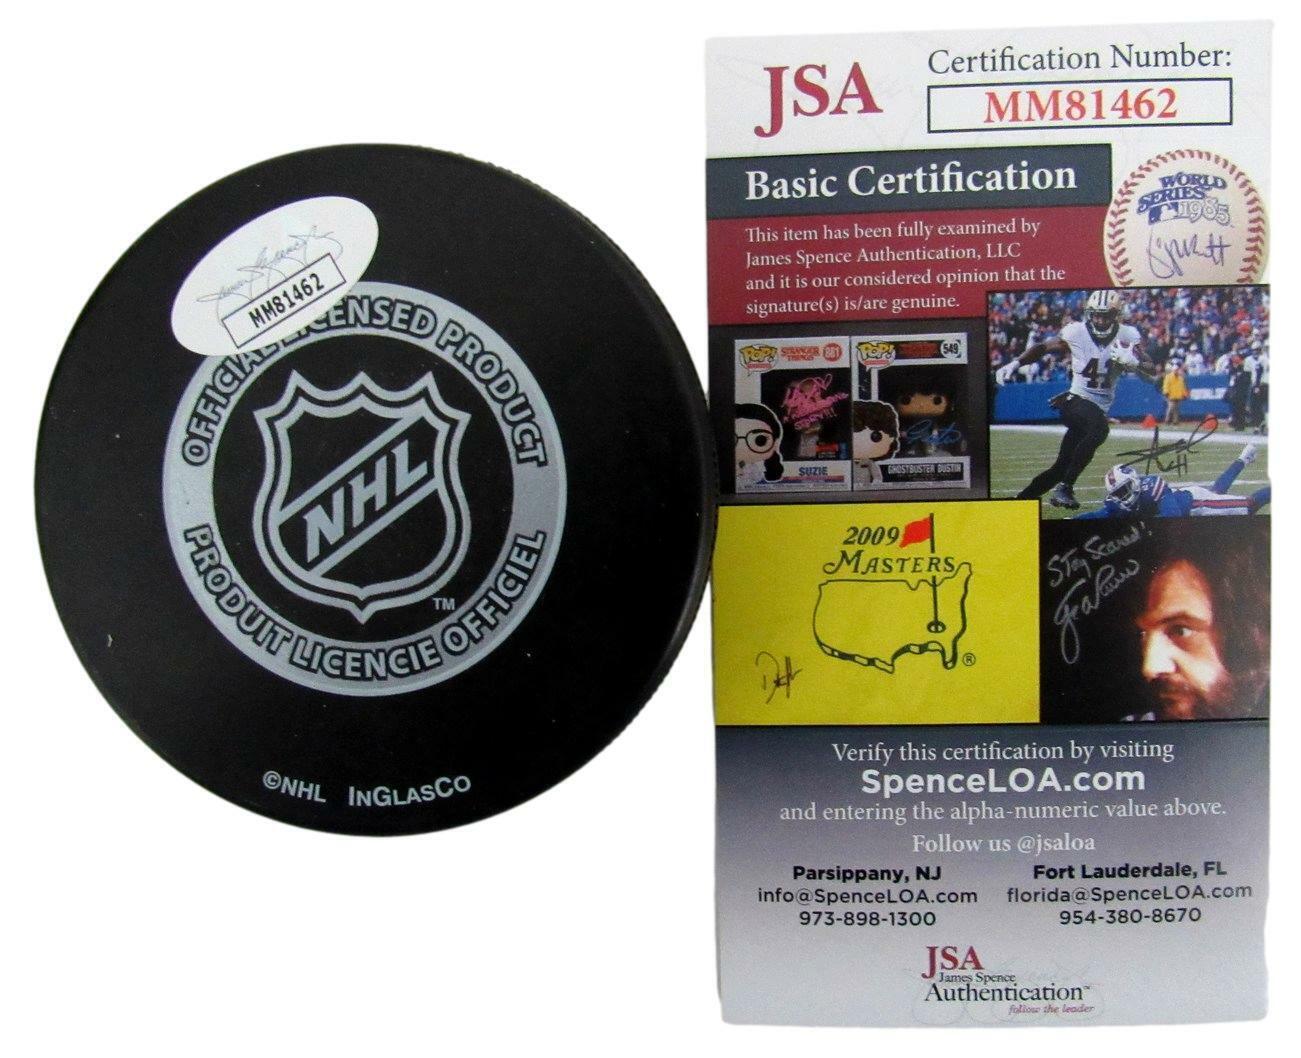 MM81462
OFFICIAL LICENSED PRODUCT
NHL
TM
PRODUIT LICENCIE OFFICIEL
©NHL INGLASCO
JSA
Certification Number:
MM81462
Basic Certification
This item has been fully examined by
James Spence Authentication, LLC
and it is our considered opinion that the
signature(s) is/are genuine.
WORLD
SERIES
1985
POP!
STRANGER
THINGS
801
SUZIE
POP!
549
GHOSTBUSTER DUSTIN
41
2009
MASTERS
®
Stay Scared!
Verify this certification by visiting
SpenceLOA.com
and entering the alpha-numeric value above.
Follow us @jsaloa
Parsippany, NJ
info@SpenceLOA.com
973-898-1300
Fort Lauderdale, FL
florida@SpenceLOA.com
954-380-8670
JSA
James Spence
Authentication
follow the leader